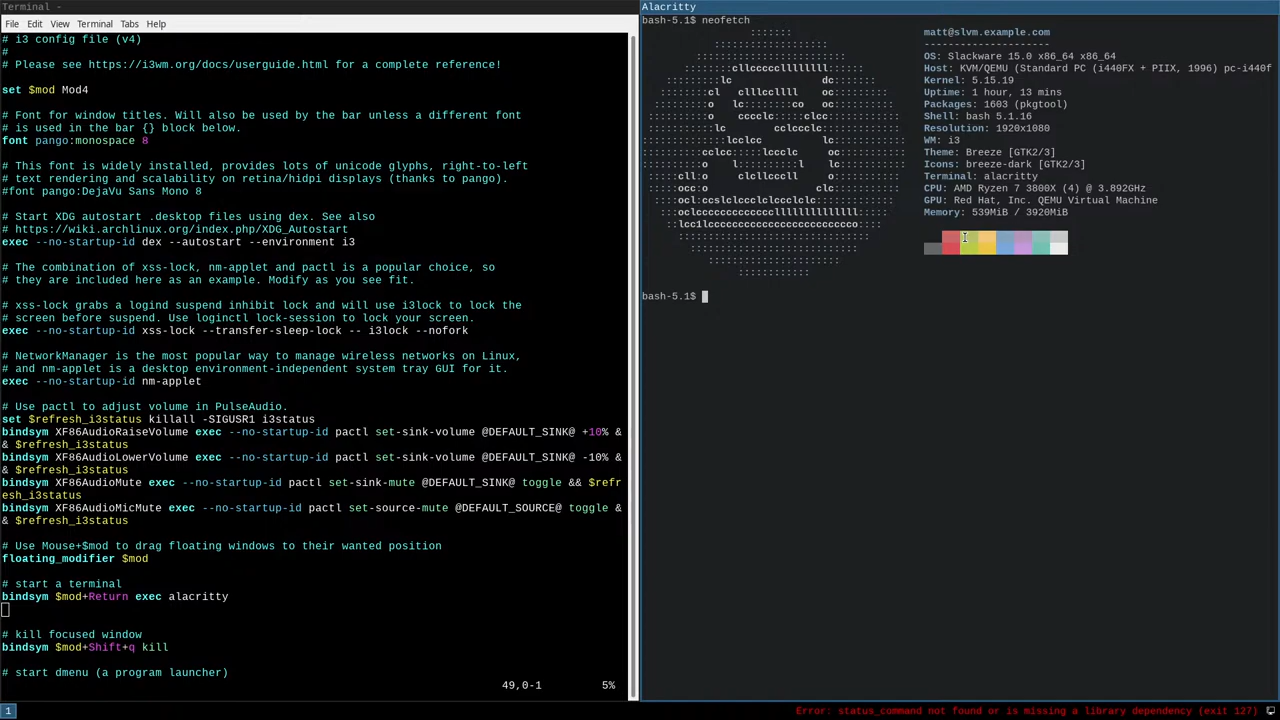 Terminal -
File Edit View Terminal Tabs Help
# i3 config file (v4)
#
# Please see https://i3wm.org/docs/userguide.html for a complete reference!
set $mod Mod4
# Font for window titles. Will also be used by the bar unless a different font
# is used in the bar {} block below.
font pango:monospace 8
# This font is widely installed, provides lots of unicode glyphs, right-to-left
# text rendering and scalability on retina/hidpi displays (thanks to pango).
#font pango:DejaVu Sans Mono 8
# Start XDG autostart .desktop files using dex. See also
# https://wiki.archlinux.org/index.php/XDG_Autostart
exec --no-startup-id dex --autostart --environment i3
# The combination of xss-lock, nm-applet and pactl is a popular choice, so
# they are included here as an example. Modify as you see fit.
# xss-lock grabs a logind suspend inhibit lock and will use i3lock to lock the
# screen before suspend. Use loginctl lock-session to lock your screen.
exec --no-startup-id xss-lock --transfer-sleep-lock -- i3lock --nofork
# NetworkManager is the most popular way to manage wireless networks on Linux,
# and nm-applet is a desktop environment-independent system tray GUI for it.
exec --no-startup-id nm-applet
# Use pactl to adjust volume in PulseAudio.
set $refresh_i3status killall -SIGUSR1 i3status
bindsym XF86AudioRaiseVolume exec --no-startup-id pactl set-sink-volume @DEFAULT_SINK@ +10% &
& $refresh_i3status
bindsym XF86AudioLowerVolume exec --no-startup-id pactl set-sink-volume @DEFAULT_SINK@ -10% &
& $refresh_i3status
bindsym XF86AudioMute exec --no-startup-id pactl set-sink-mute @DEFAULT_SINK@ toggle && $refr
esh_i3status
bindsym XF86AudioMicMute exec --no-startup-id pactl set-source-mute @DEFAULT_SOURCE@ toggle &
& $refresh_i3status
# Use Mouse+$mod to drag floating windows to their wanted position
floating_modifier $mod
# start a terminal
bindsym $mod+Return exec alacritty
# kill focused window
bindsym $mod+Shift+q kill
# start dmenu (a program launcher)
49,0-1 5%
Alacritty
bash-5.1$ neofetch
matt@slvm.example.com
---------------------
OS: Slackware 15.0 x86_64 x86_64
Host: KVM/QEMU (Standard PC (i440FX + PIIX, 1996) pc-i440f
Kernel: 5.15.19
Uptime: 1 hour, 13 mins
Packages: 1603 (pkgtool)
Shell: bash 5.1.16
Resolution: 1920x1080
WM: i3
Theme: Breeze [GTK2/3]
Icons: breeze-dark [GTK2/3]
Terminal: alacritty
CPU: AMD Ryzen 7 3800X (4) @ 3.892GHz
GPU: Red Hat, Inc. QEMU Virtual Machine
Memory: 539MiB / 3920MiB
bash-5.1$
1
Error: status_command not found or is missing a library dependency (exit 127)